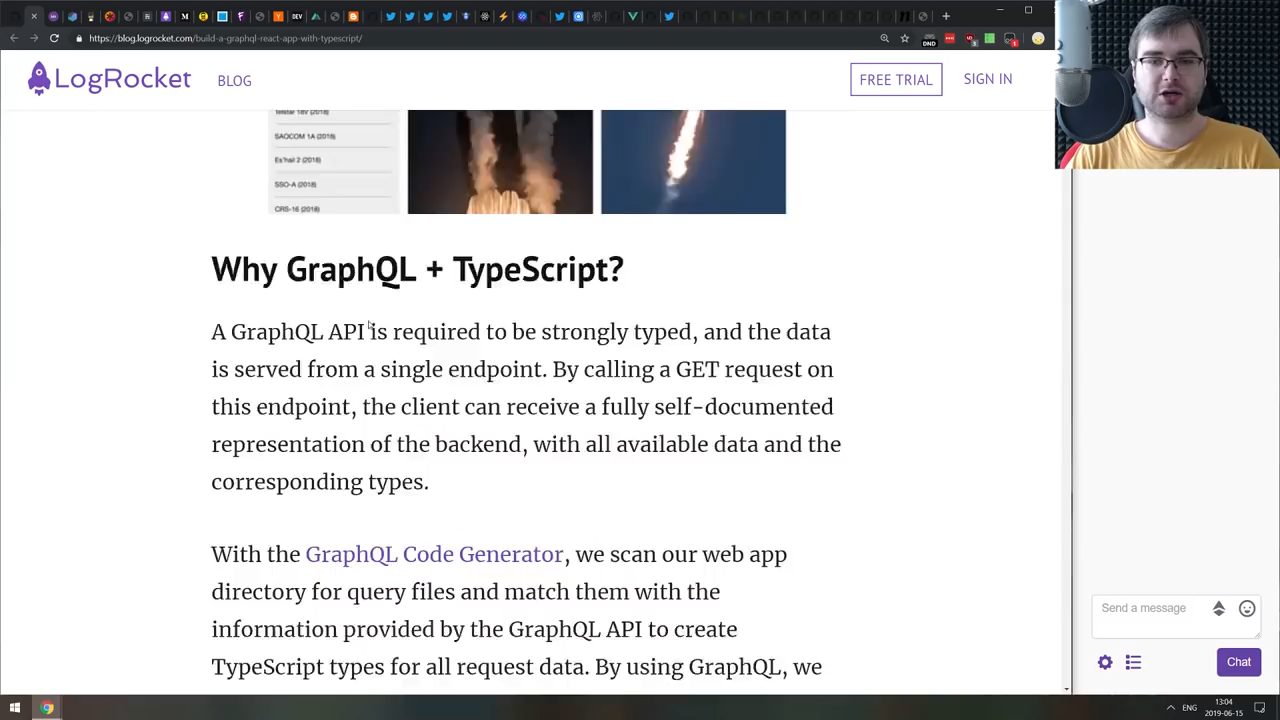 DEV
https://blog.logrocket.com/build-a-graphql-react-app-with-typescript/
DND
LogRocket
BLOG
FREE TRIAL
SIGN IN
Telstar 18V (2018)
SAOCOM 1A (2018)
Es'hail 2 (2018)
SSO-A (2018)
CRS-16 (2018)
Why GraphQL + TypeScript?
A GraphQL API is required to be strongly typed, and the data
is served from a single endpoint. By calling a GET request on
this endpoint, the client can receive a fully self-documented
representation of the backend, with all available data and the
corresponding types.
With the GraphQL Code Generator, we scan our web app
directory for query files and match them with the
information provided by the GraphQL API to create
TypeScript types for all request data. By using GraphQL, we
Send a message
Chat
ENG
13:04
2019-06-15